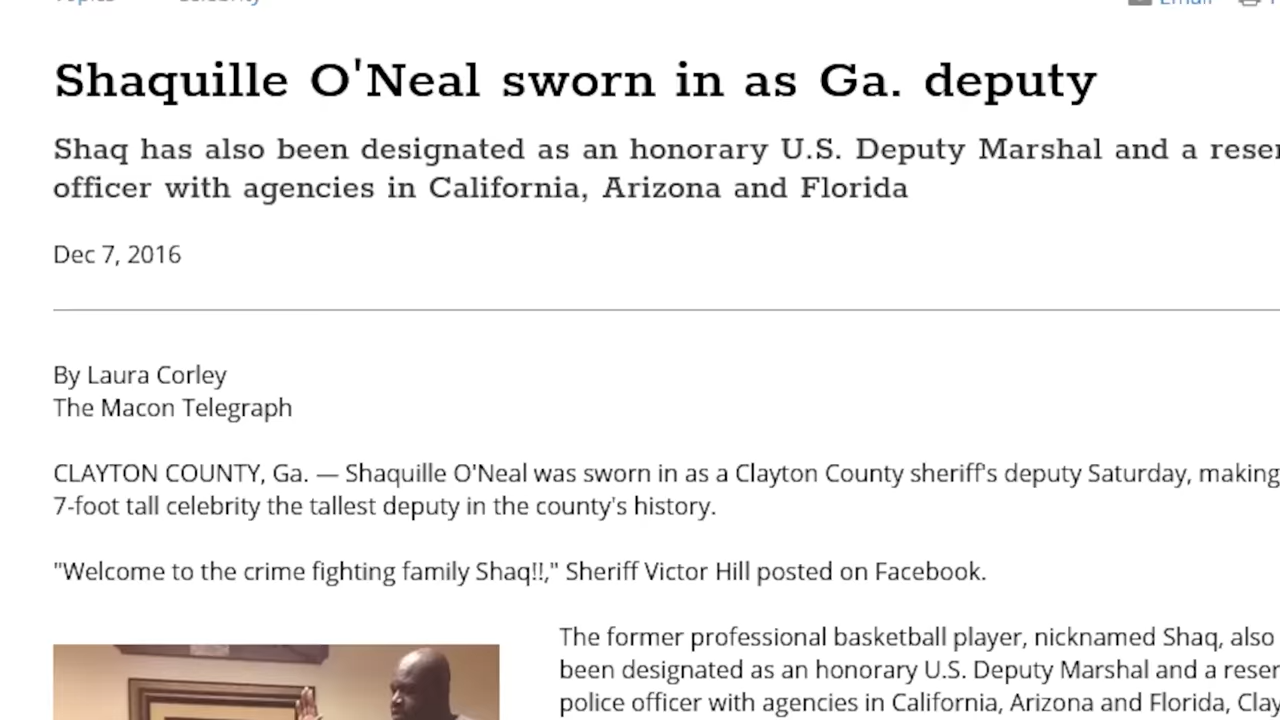 Topics Celebrity Email
Shaquille O'Neal sworn in as Ga. deputy
Shaq has also been designated as an honorary U.S. Deputy Marshal and a
officer with agencies in California, Arizona and Florida
Dec 7, 2016
By Laura Corley
The Macon Telegraph
CLAYTON COUNTY, Ga. — Shaquille O'Neal was sworn in as a Clayton County sheriff's deputy Saturday, making
7-foot tall celebrity the tallest deputy in the county's history.
"Welcome to the crime fighting family Shaq!!," Sheriff Victor Hill posted on Facebook.
The former professional basketball player, nicknamed Shaq, also
been designated as an honorary U.S. Deputy Marshal and a
police officer with agencies in California, Arizona and Florida,